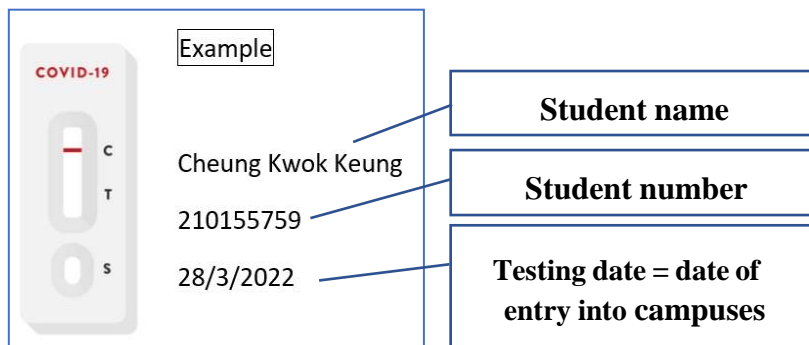 Example
COVID-19
C
T
S
Cheung Kwok Keung
210155759
28/3/2022
Student name
Student number
Testing date = date of
entry into campuses